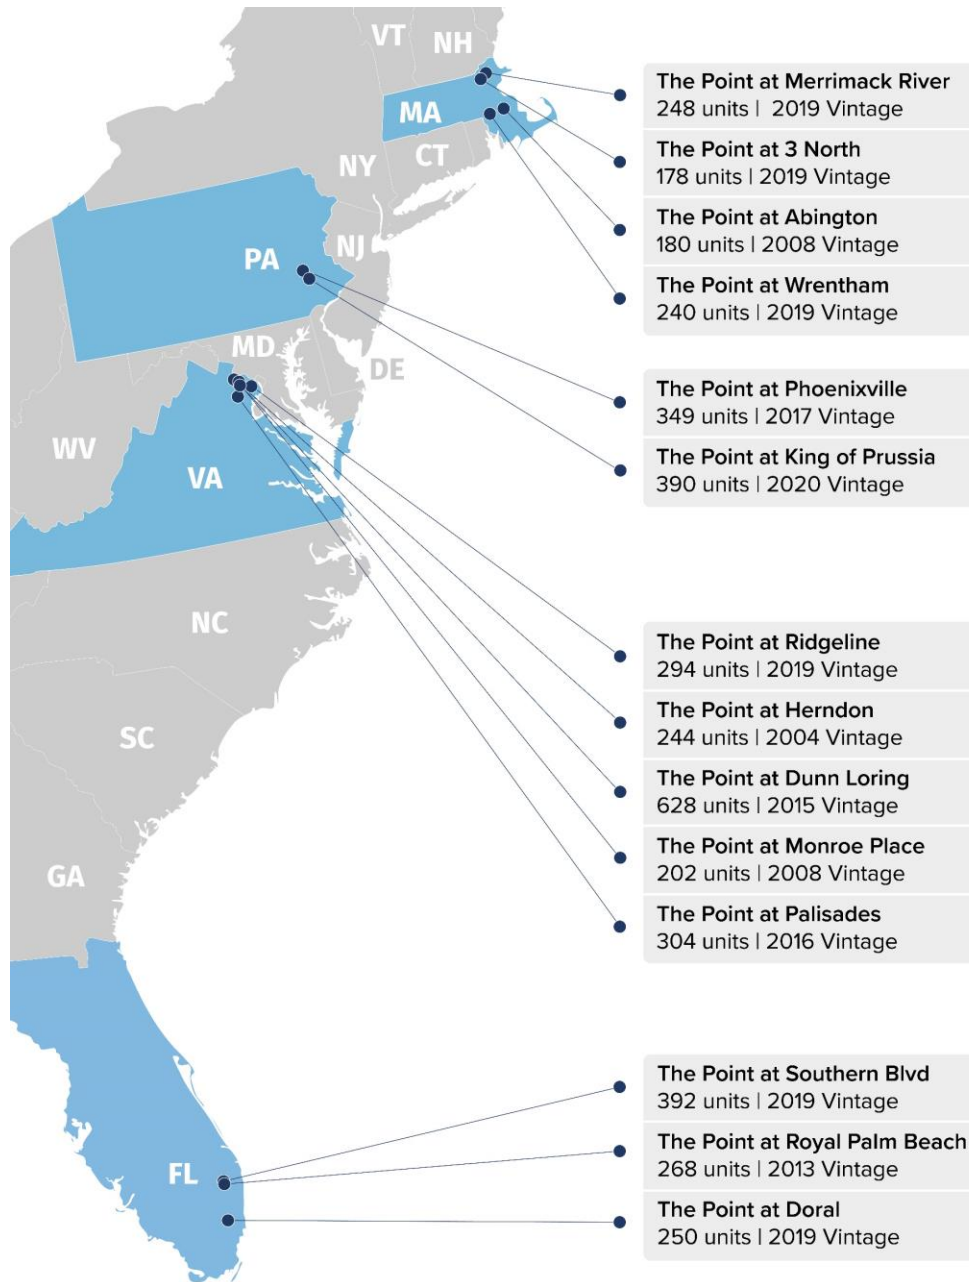 VT
NH
MA
NY
CT
PA
NJ
MD
DE
WV
VA
NC
SC
GA
FL
The Point at Merrimack River
248 units | 2019 Vintage
The Point at 3 North
178 units | 2019 Vintage
The Point at Abington
180 units | 2008 Vintage
The Point at Wrentham
240 units | 2019 Vintage
The Point at Phoenixville
349 units | 2017 Vintage
The Point at King of Prussia
390 units | 2020 Vintage
The Point at Ridgeline
294 units | 2019 Vintage
The Point at Herndon
244 units | 2004 Vintage
The Point at Dunn Loring
628 units | 2015 Vintage
The Point at Monroe Place
202 units | 2008 Vintage
The Point at Palisades
304 units | 2016 Vintage
The Point at Southern Blvd
392 units | 2019 Vintage
The Point at Royal Palm Beach
268 units | 2013 Vintage
The Point at Doral
250 units | 2019 Vintage